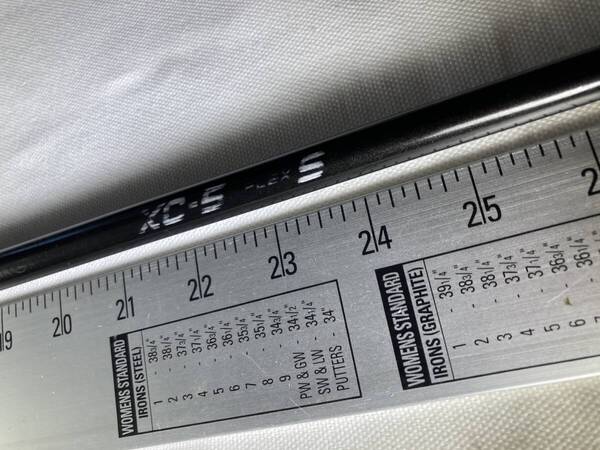 XC-6 FLEX S
19 20 21 22 23 24 25 2
WOMENS STANDARD
IRONS (STEEL)
1 - 38 3/4"
2 - 38 1/4"
3 - 37 3/4"
4 - 37 1/4"
5 - 36 3/4"
6 - 36 1/4"
7 - 35 3/4"
8 - 35 1/4"
9 - 34 3/4"
PW & GW - 34 1/2"
SW & LW - 34 1/4"
PUTTERS - 34"
WOMENS STANDARD
IRONS (GRAPHITE)
1 - 39 1/4"
2 - 38 3/4"
3 - 38 1/4"
4 - 37 3/4"
5 - 37 1/4"
6 - 36 3/4"
7 - 36 1/4"